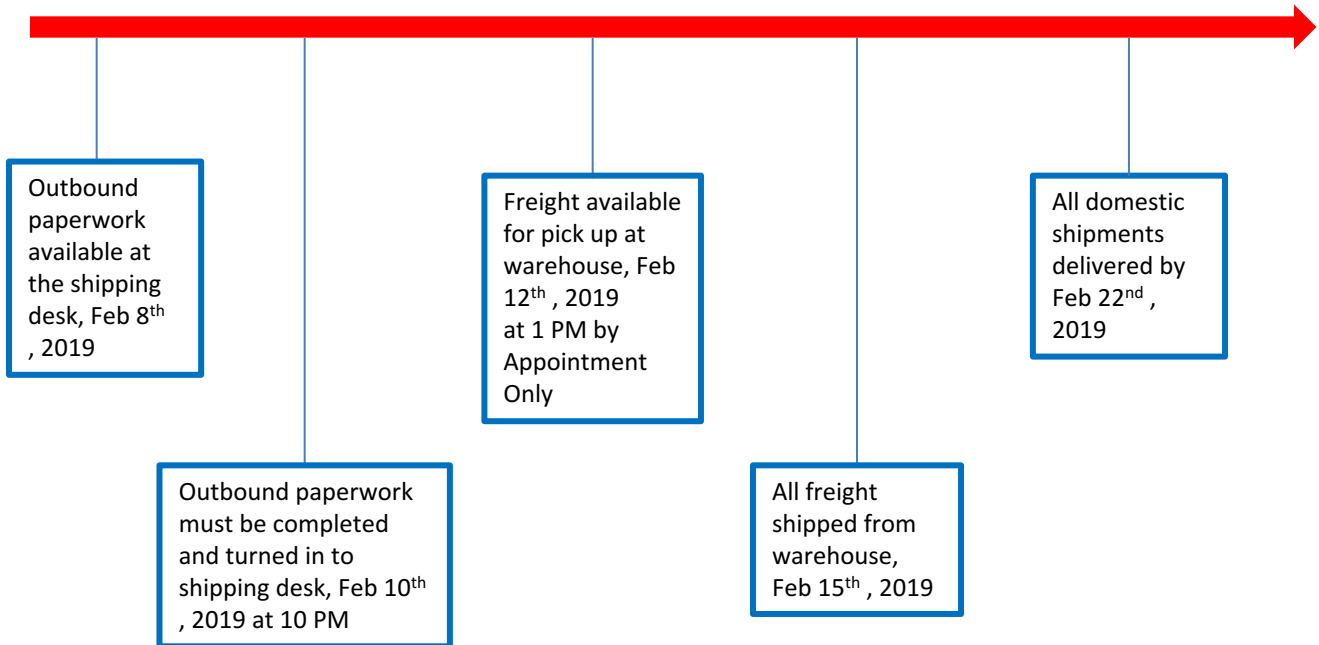 Outbound
paperwork
available at
the shipping
desk, Feb 8th
, 2019
Outbound paperwork
must be completed
and turned in to
shipping desk, Feb 10th
, 2019 at 10 PM
Freight available
for pick up at
warehouse, Feb
12th , 2019
at 1 PM by
Appointment
Only
All freight
shipped from
warehouse,
Feb 15th , 2019
All domestic
shipments
delivered by
Feb 22nd ,
2019